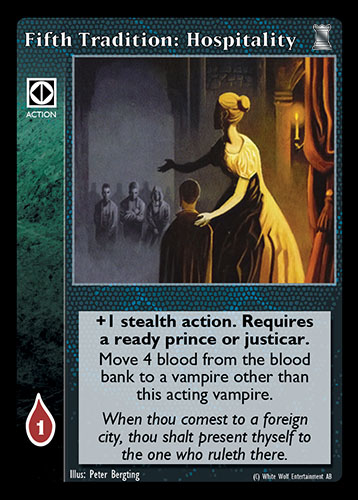 Fifth Tradition: Hospitality
ACTION
+1 stealth action. Requires
a ready prince or justicar.
Move 4 blood from the blood
bank to a vampire other than
this acting vampire.
When thou comest to a foreign
city, thou shalt present thyself to
the one who ruleth there.
1
Illus: Peter Bergting
(C) White Wolf Entertainment AB